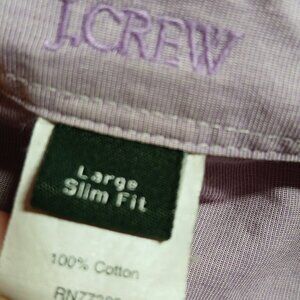 J.CREW
Large
Slim Fit
100% Cotton